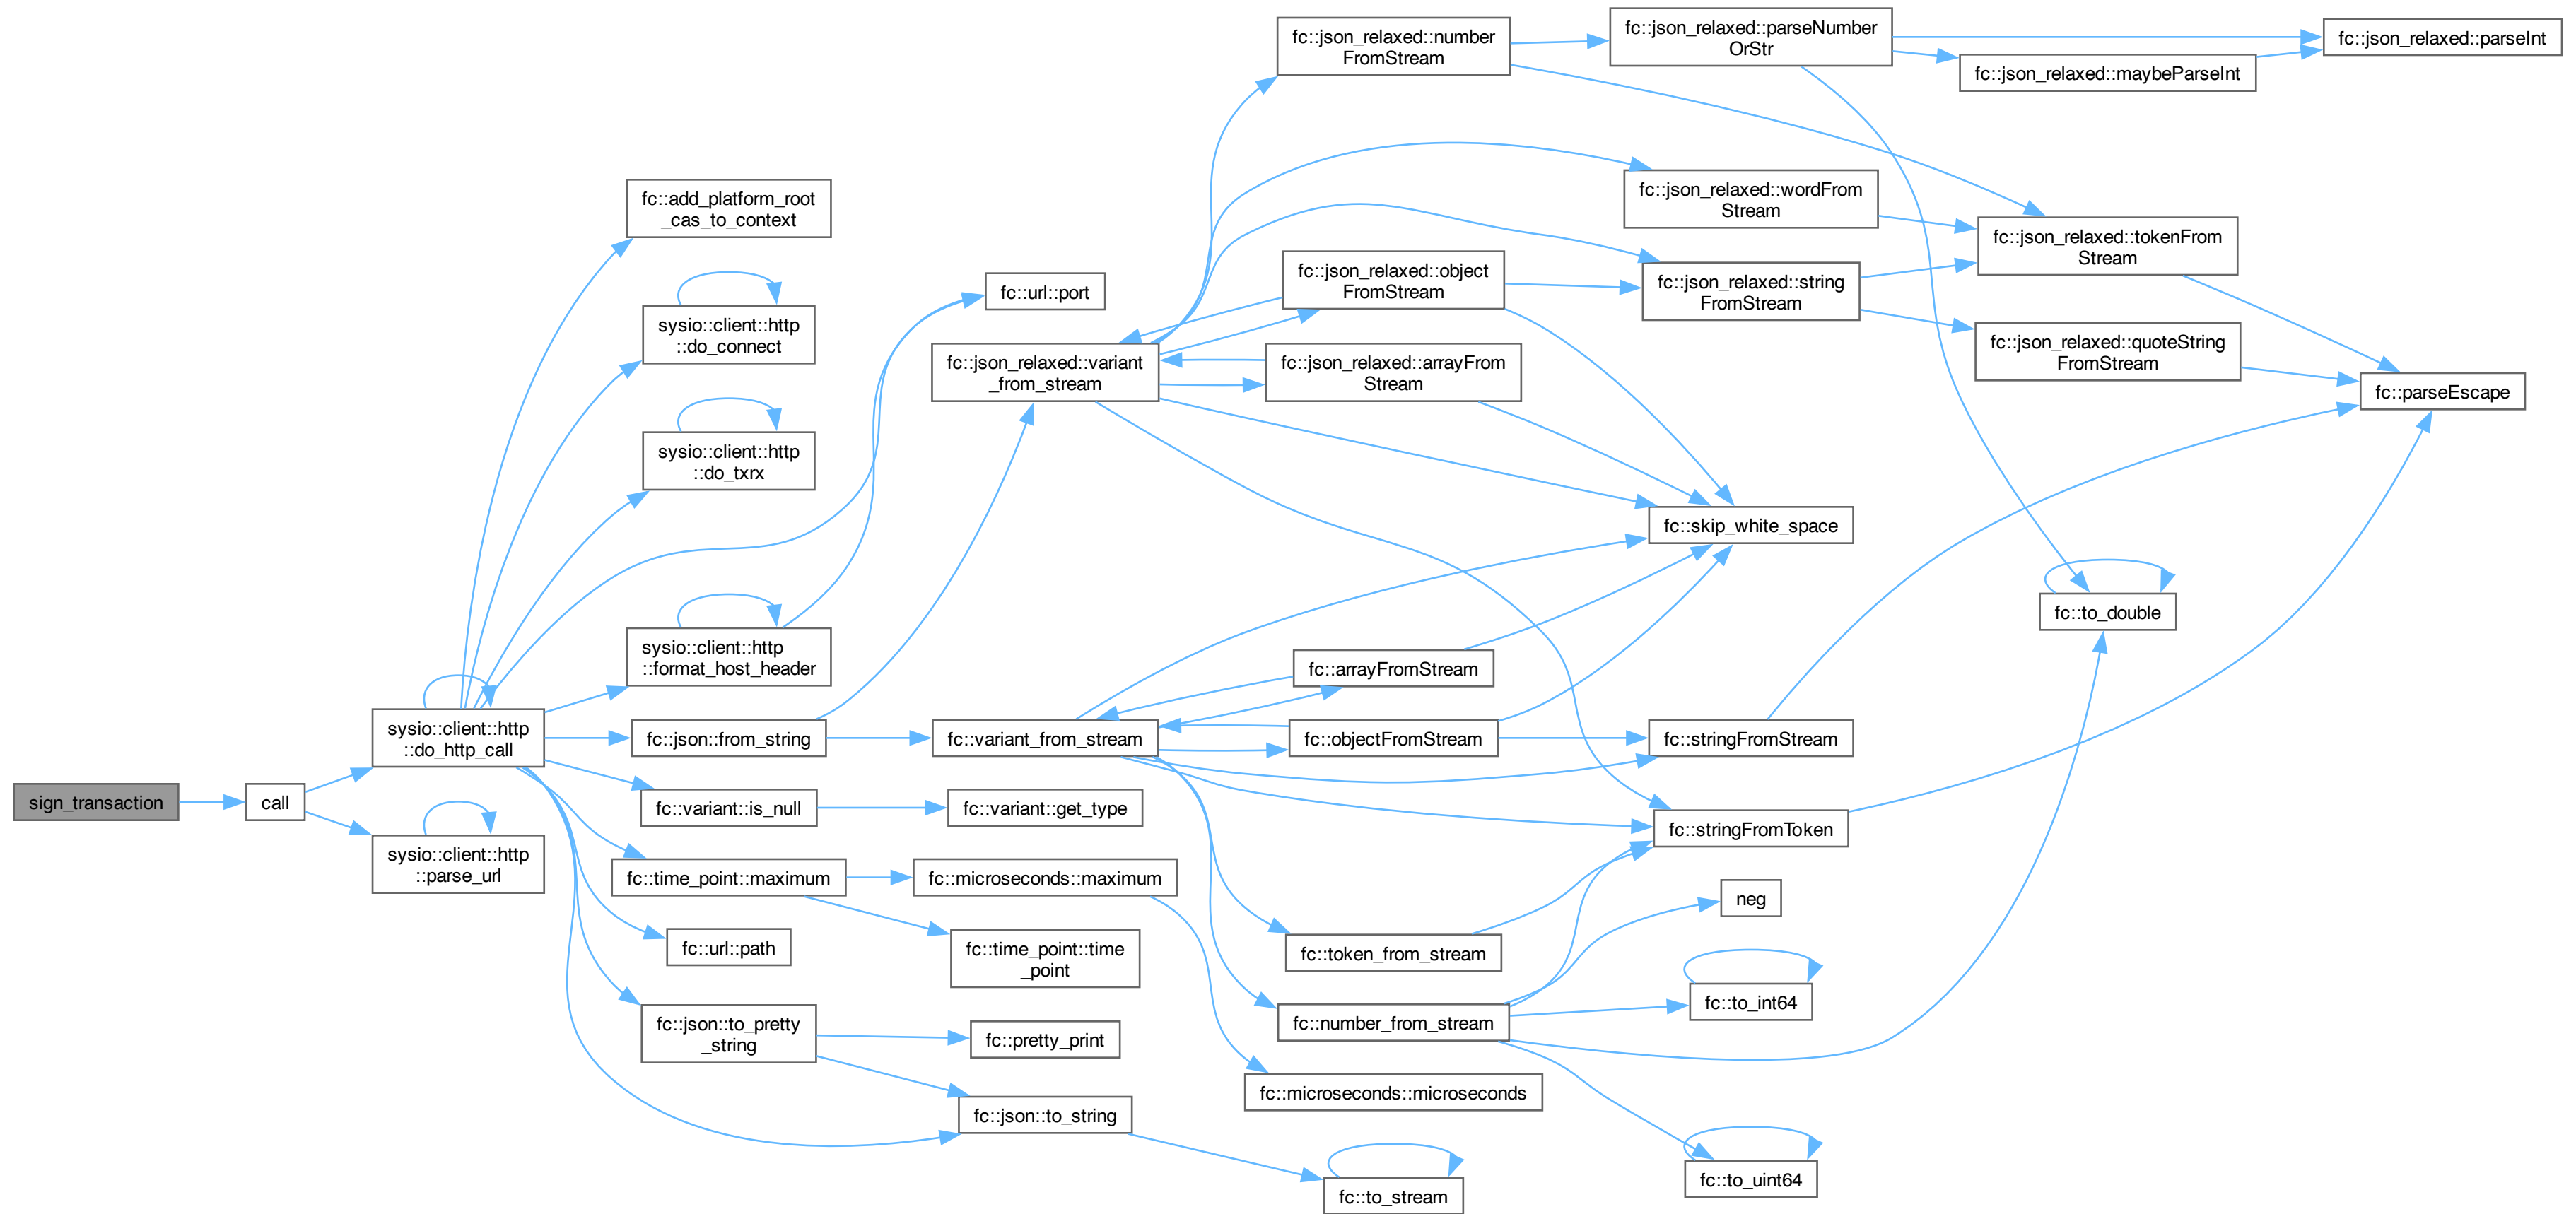 sign_transaction
call
sysio::client::http
::do_http_call
sysio::client::http
::parse_url
fc::add_platform_root
_cas_to_context
sysio::client::http
::do_connect
sysio::client::http
::do_txrx
sysio::client::http
::format_host_header
fc::json::from_string
fc::variant::is_null
fc::time_point::maximum
fc::url::path
fc::json::to_pretty
_string
fc::url::port
fc::json_relaxed::variant
_from_stream
fc::variant_from_stream
fc::variant::get_type
fc::microseconds::maximum
fc::time_point::time
_point
fc::pretty_print
fc::json::to_string
fc::json_relaxed::number
FromStream
fc::json_relaxed::object
FromStream
fc::json_relaxed::arrayFrom
Stream
fc::arrayFromStream
fc::objectFromStream
fc::token_from_stream
fc::number_from_stream
fc::microseconds::microseconds
fc::to_stream
fc::json_relaxed::parseNumber
OrStr
fc::json_relaxed::wordFrom
Stream
fc::json_relaxed::string
FromStream
fc::skip_white_space
fc::stringFromStream
fc::stringFromToken
neg
fc::to_int64
fc::to_uint64
fc::json_relaxed::maybeParseInt
fc::json_relaxed::tokenFrom
Stream
fc::json_relaxed::quoteString
FromStream
fc::to_double
fc::json_relaxed::parseInt
fc::parseEscape